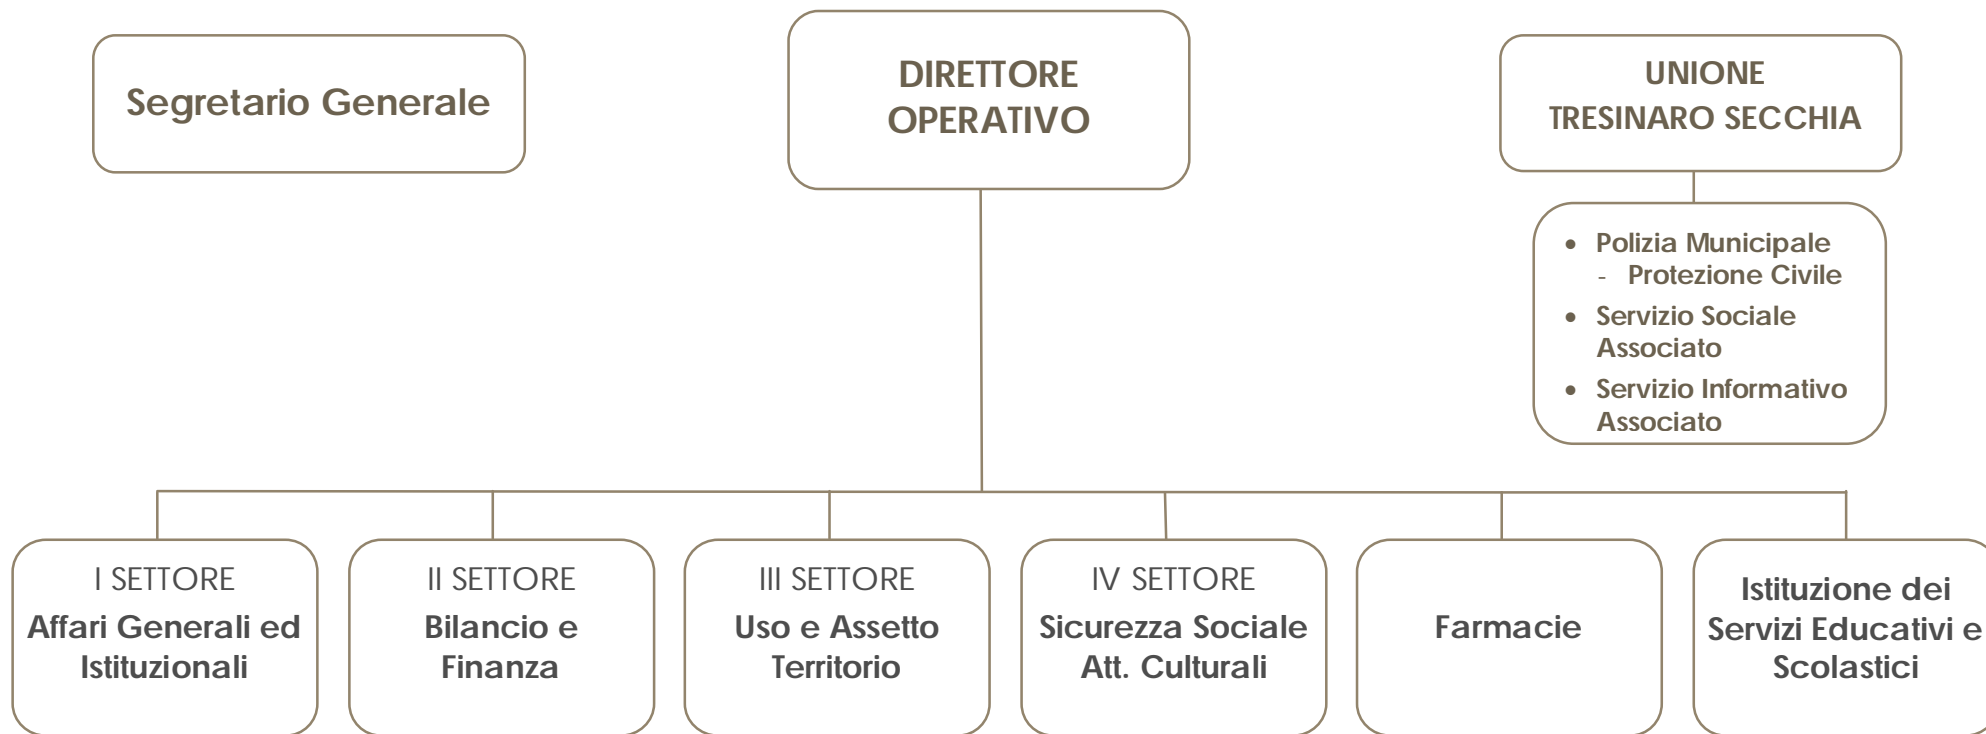 Segretario Generale
DIRETTORE
OPERATIVO
UNIONE
TRESINARO SECCHIA
• Polizia Municipale
- Protezione Civile
• Servizio Sociale
Associato
• Servizio Informativo
Associato
I SETTORE
Affari Generali ed
Istituzionali
II SETTORE
Bilancio e
Finanza
III SETTORE
Uso e Assetto
Territorio
IV SETTORE
Sicurezza Sociale
Att. Culturali
Farmacie
Istituzione dei
Servizi Educativi e
Scolastici